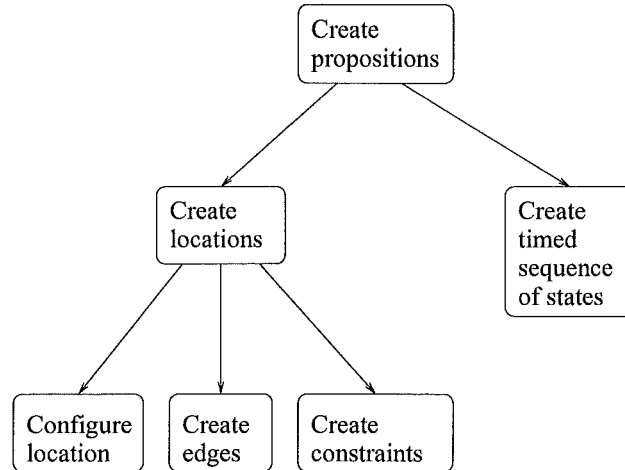 Create
propositions
Create
locations
Create
timed
sequence
of states
Configure
location
Create
edges
Create
constraints